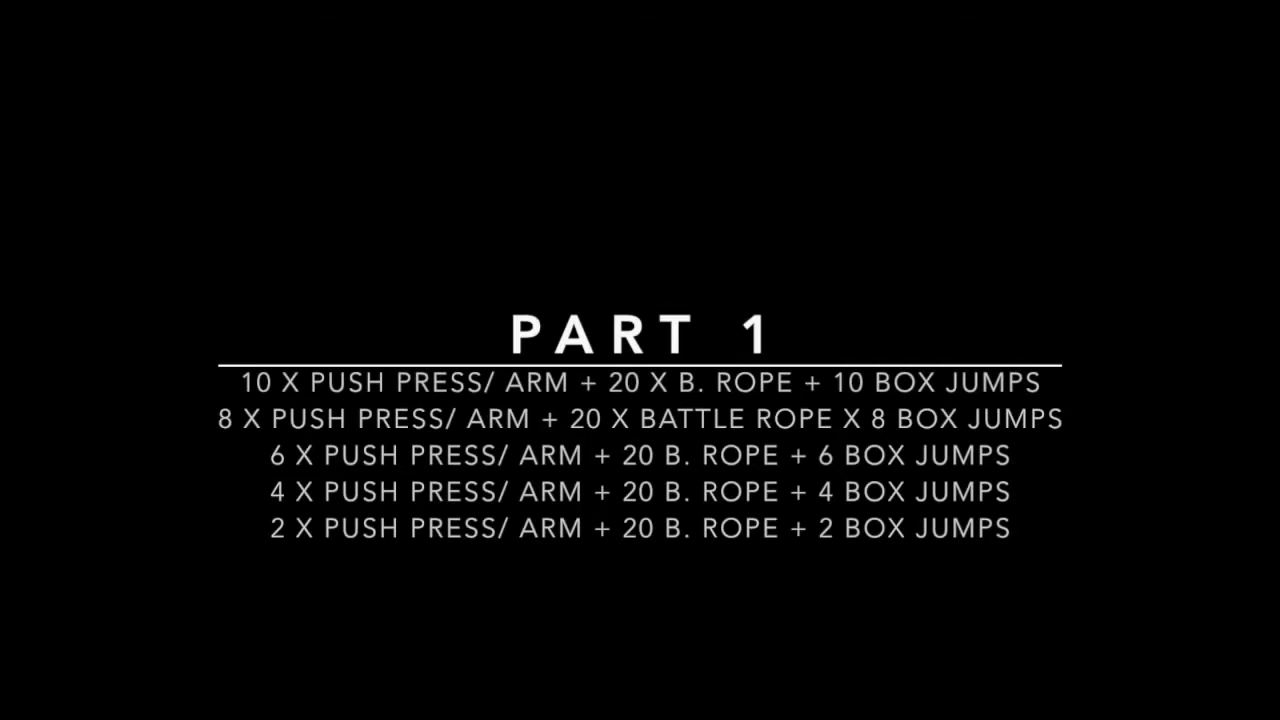 PART 1
10 X PUSH PRESS/ ARM + 20 X B. ROPE + 10 BOX JUMPS
8 X PUSH PRESS/ ARM + 20 X BATTLE ROPE X 8 BOX JUMPS
6 X PUSH PRESS/ ARM + 20 B. ROPE + 6 BOX JUMPS
4 X PUSH PRESS/ ARM + 20 B. ROPE + 4 BOX JUMPS
2 X PUSH PRESS/ ARM + 20 B. ROPE + 2 BOX JUMPS